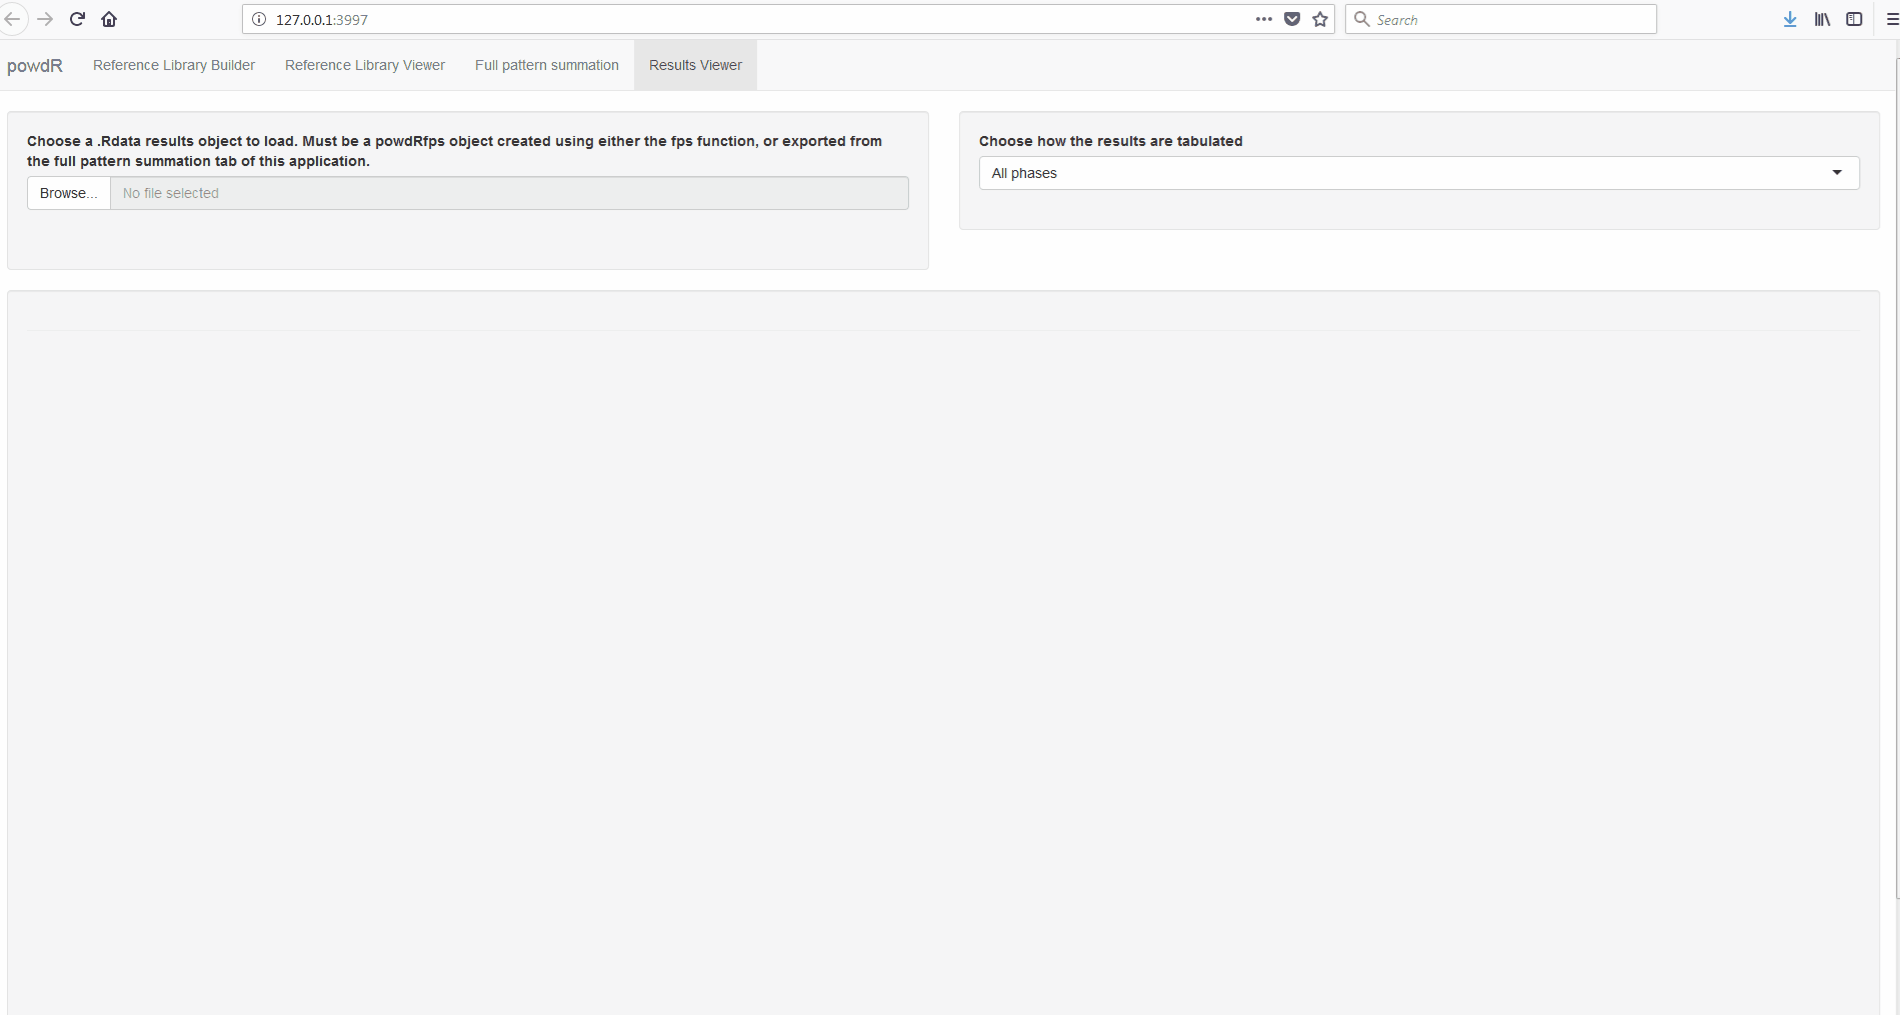 127.0.0.1:3997
Search
powdR
Reference Library Builder
Reference Library Viewer
Full pattern summation
Results Viewer
Choose a .Rdata results object to load. Must be a powdRfps object created using either the fps function, or exported from
the full pattern summation tab of this application.
Browse...
No file selected
Choose how the results are tabulated
All phases